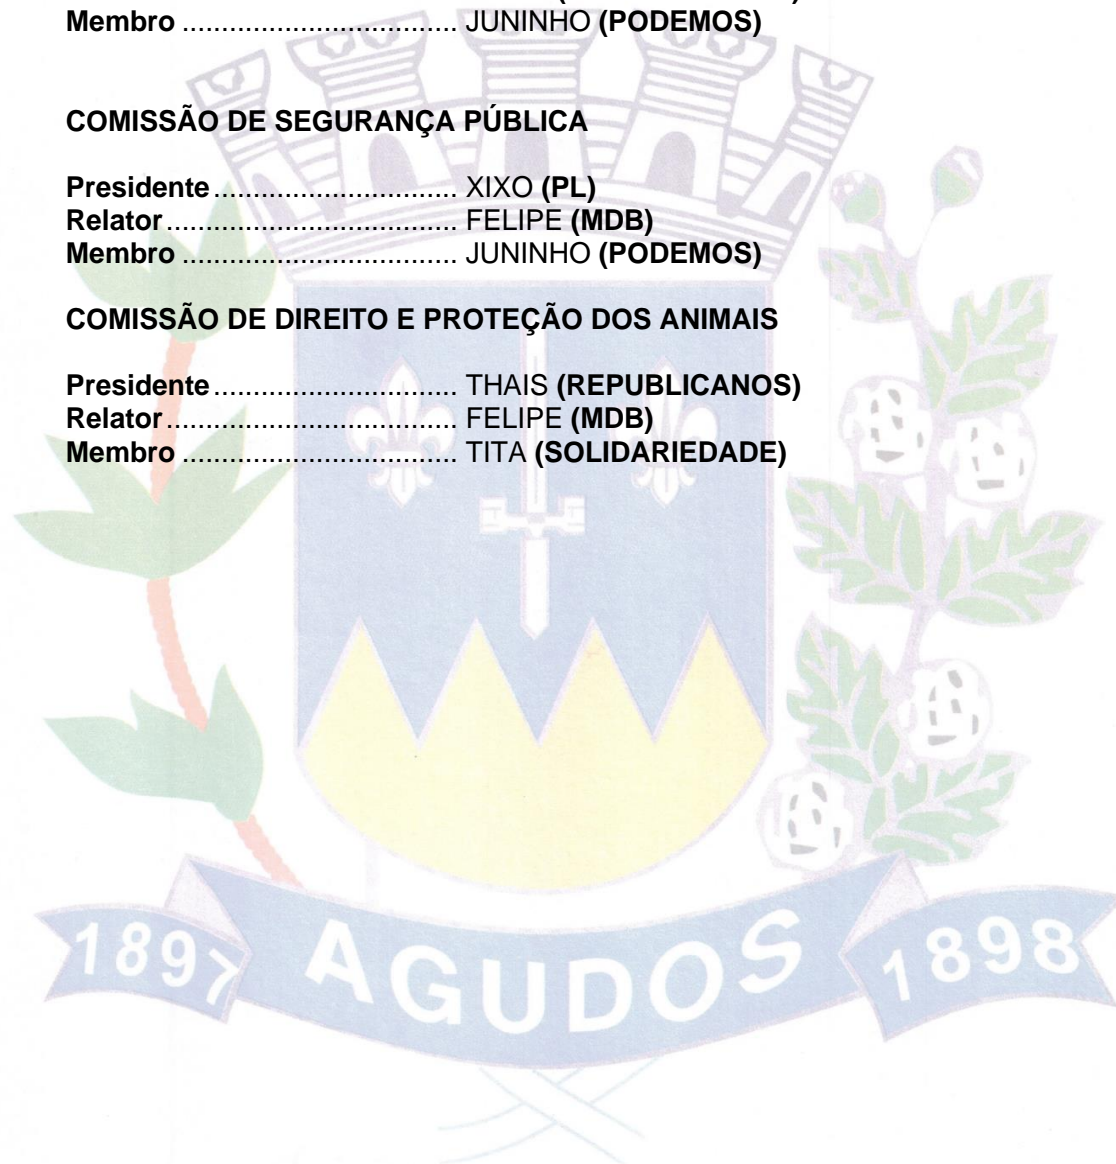 Membro .................................. JUNINHO (PODEMOS)
COMISSÃO DE SEGURANÇA PÚBLICA
Presidente .............................. XIXO (PL)
Relator .................................... FELIPE (MDB)
Membro .................................. JUNINHO (PODEMOS)
COMISSÃO DE DIREITO E PROTEÇÃO DOS ANIMAIS
Presidente .............................. THAIS (REPUBLICANOS)
Relator .................................... FELIPE (MDB)
Membro .................................. TITA (SOLIDARIEDADE)
1897 AGUDOS 1898